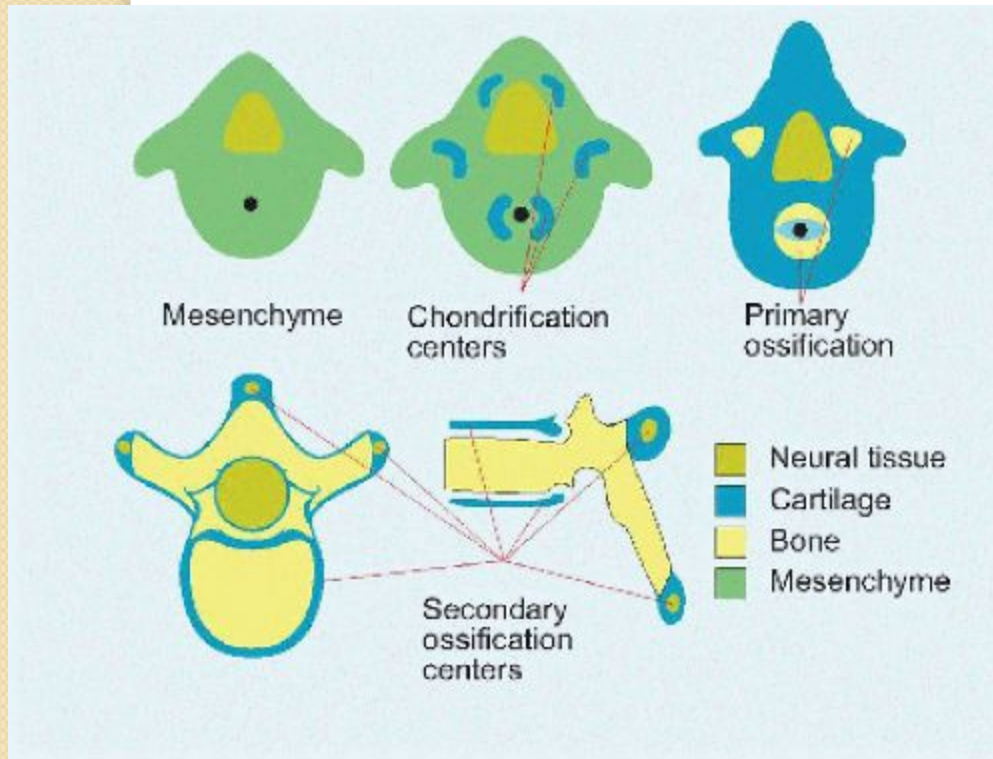 Mesenchyme
Chondrification
centers
Primary
ossification
Secondary
ossification
centers
Neural tissue
Cartilage
Bone
Mesenchyme